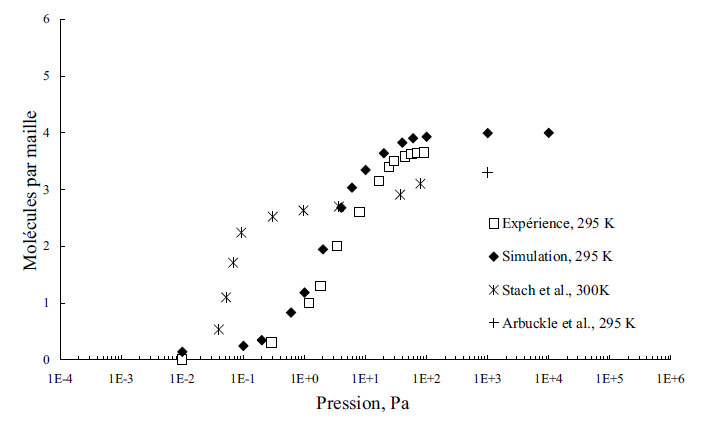 6
5
4
3
2
1
0
Molécules par maille
Expérience, 295 K
Simulation, 295 K
Stach et al., 300K
Arbuckle et al., 295 K
1E-4 1E-3 1E-2 1E-1 1E+0 1E+1 1E+2 1E+3 1E+4 1E+5 1E+6
Pression, Pa